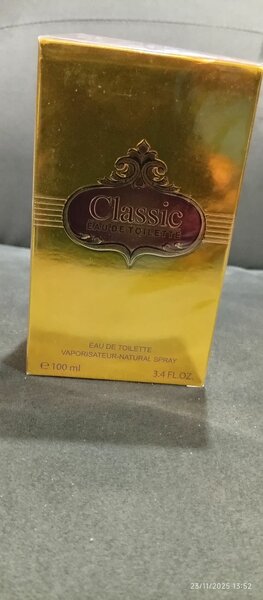 Classic
EAU DE TOILETTE
EAU DE TOILETTE
VAPORISATEUR-NATURAL SPRAY
℮ 100 ml 3.4 FL.OZ.
23/11/2025 13:52